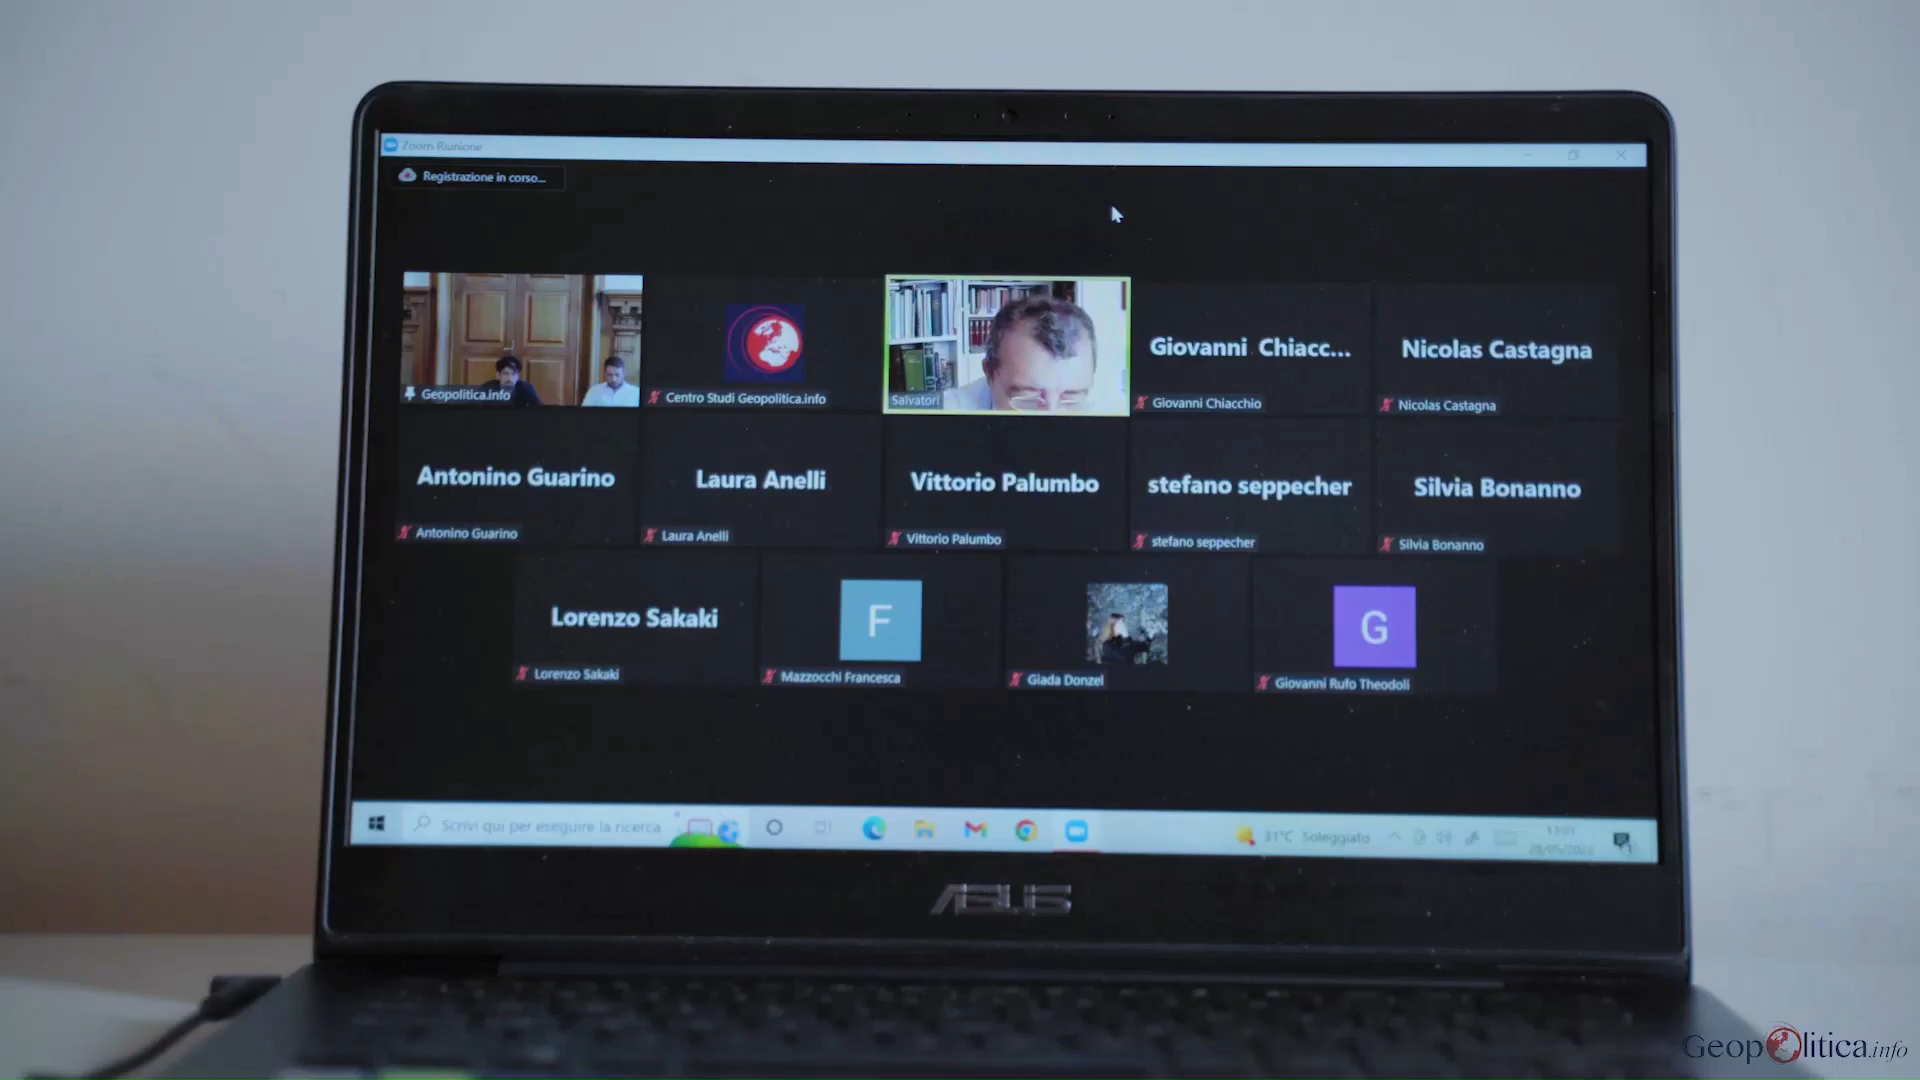 Zoom Riunione
Registrazione in corso...
Geopolitica.info
Centro Studi Geopolitica.info
Salvatori
Giovanni Chiacc...
Giovanni Chiacchio
Nicolas Castagna
Nicolas Castagna
Antonino Guarino
Antonino Guarino
Laura Anelli
Laura Anelli
Vittorio Palumbo
Vittorio Palumbo
stefano seppecher
stefano seppecher
Silvia Bonanno
Silvia Bonanno
Lorenzo Sakaki
Lorenzo Sakaki
F
Mazzocchi Francesca
Giada Donzel
G
Giovanni Rufo Theodoli
Scrivi qui per eseguire la ricerca
31°C Soleggiato
ASUS
Geopolitica.info